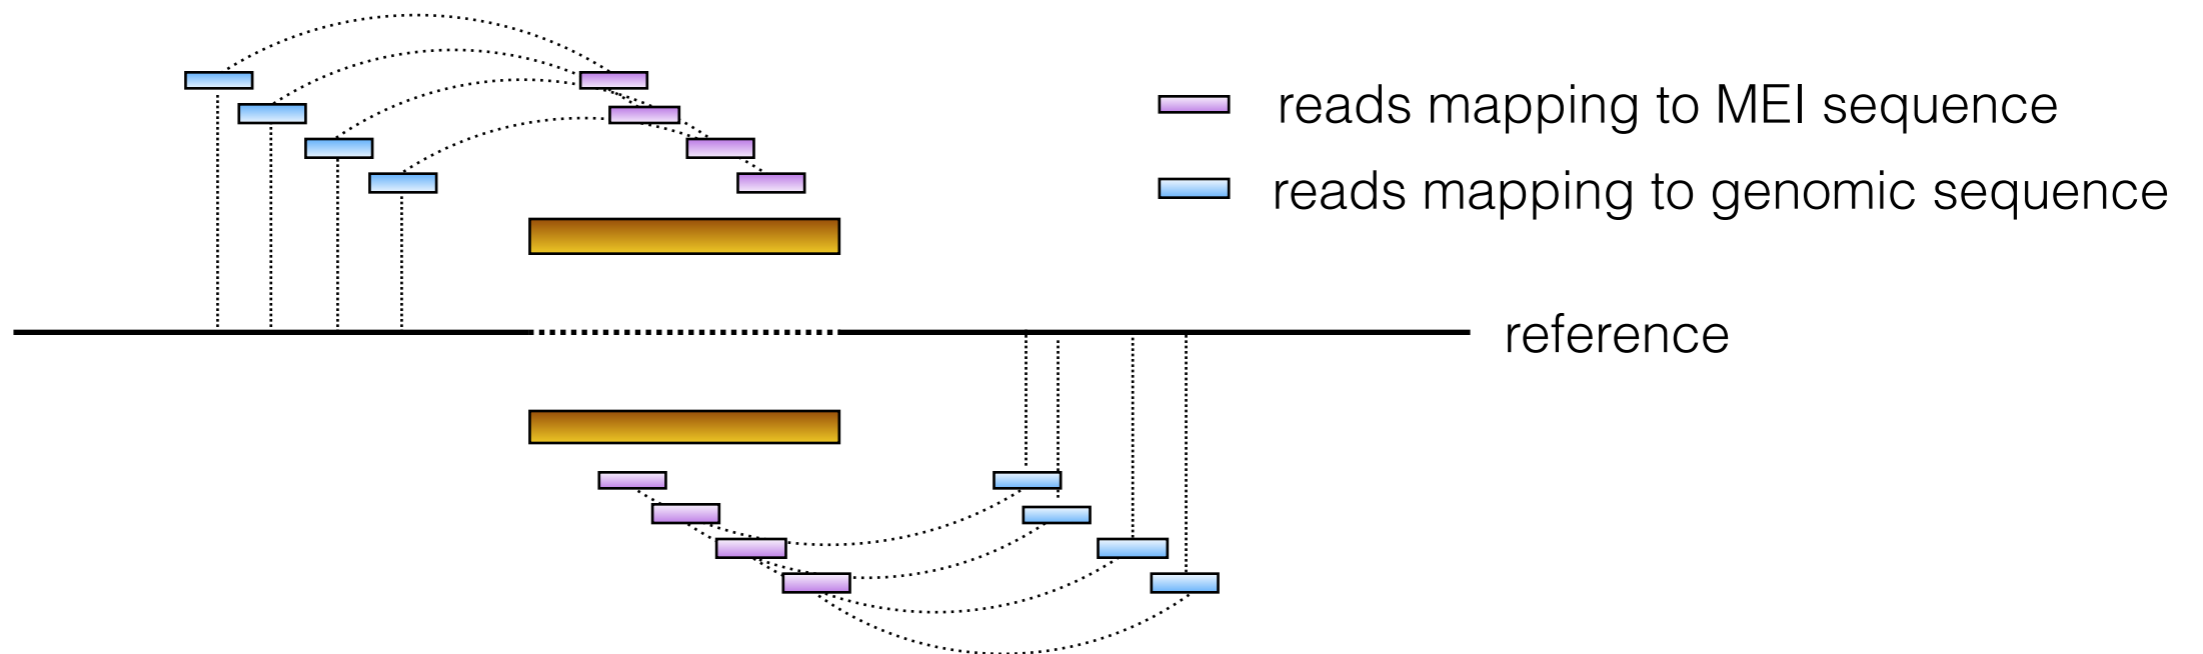 reads mapping to MEI sequence
reads mapping to genomic sequence
reference